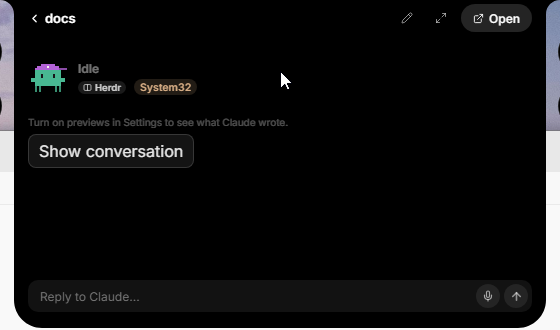 docs
Open
Idle
Herdr System32
Turn on previews in Settings to see what Claude wrote.
Show conversation
Reply to Claude...